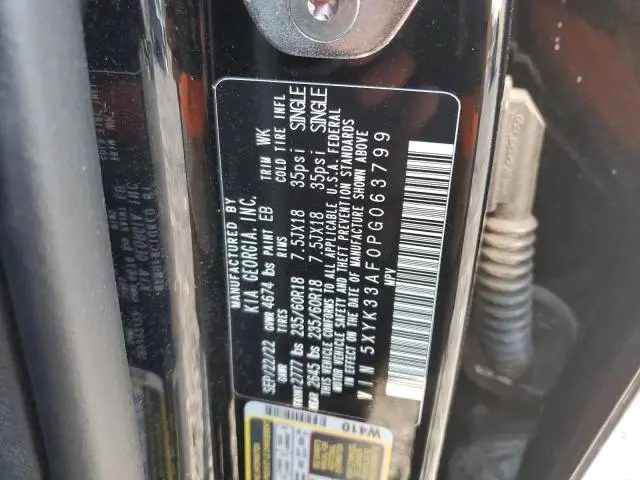 MANUFACTURED BY
KIA GEORGIA, INC.
SEP/22/22 GVWR 4674 lbs PAINT EB TRIM WK
GAWR TIRES RIMS COLD TIRE INFL
FRONT 2777 lbs 235/60R18 7.5JX18 35psi SINGLE
REAR 2645 lbs 235/60R18 7.5JX18 35psi SINGLE
THIS VEHICLE CONFORMS TO ALL APPLICABLE U.S.A. FEDERAL
MOTOR VEHICLE SAFETY AND THEFT PREVENTION STANDARDS
IN EFFECT ON THE DATE OF MANUFACTURE SHOWN ABOVE
VIN 5XYK33AF0PG063799
MPV
W410